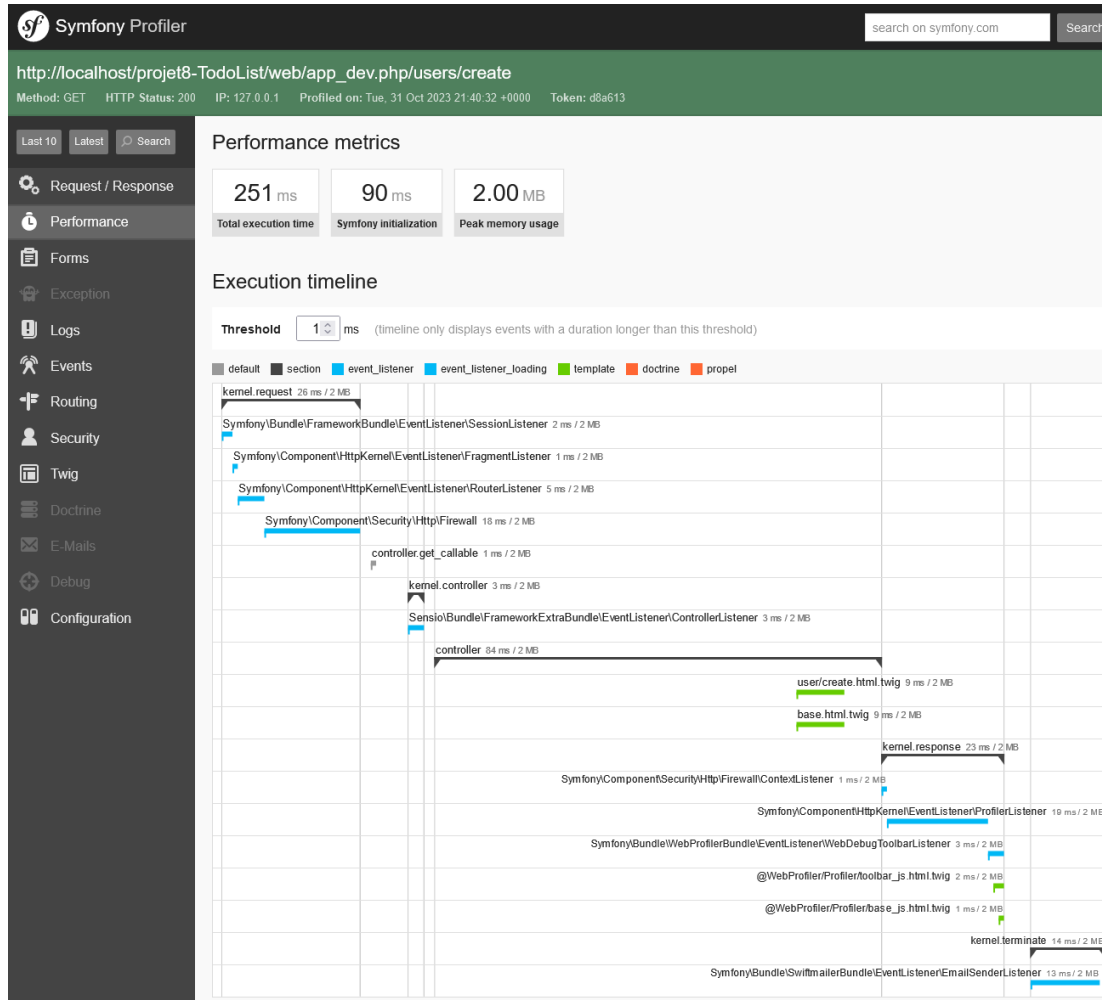 sf Symfony Profiler
search on symfony.com Search
http://localhost/projet8-TodoList/web/app_dev.php/users/create
Method: GET HTTP Status: 200 IP: 127.0.0.1 Profiled on: Tue, 31 Oct 2023 21:40:32 +0000 Token: d8a613
Last 10 Latest Search
Request / Response
Performance
Forms
Exception
Logs
Events
Routing
Security
Twig
Doctrine
E-Mails
Debug
Configuration
Performance metrics
251 ms
Total execution time
90 ms
Symfony initialization
2.00 MB
Peak memory usage
Execution timeline
Threshold 1 ms (timeline only displays events with a duration longer than this threshold)
default section event_listener event_listener_loading template doctrine propel
kernel.request 26 ms / 2 MB
Symfony\Bundle\FrameworkBundle\EventListener\SessionListener 2 ms / 2 MB
Symfony\Component\HttpKernel\EventListener\FragmentListener 1 ms / 2 MB
Symfony\Component\HttpKernel\EventListener\RouterListener 5 ms / 2 MB
Symfony\Component\Security\Http\Firewall 18 ms / 2 MB
controller.get_callable 1 ms / 2 MB
kernel.controller 3 ms / 2 MB
Sensio\Bundle\FrameworkExtraBundle\EventListener\ControllerListener 3 ms / 2 MB
controller 84 ms / 2 MB
user/create.html.twig 9 ms / 2 MB
base.html.twig 9 ms / 2 MB
kernel.response 23 ms / 2 MB
Symfony\Component\Security\Http\Firewall\ContextListener 1 ms / 2 MB
Symfony\Component\HttpKernel\EventListener\ProfilerListener 19 ms / 2 MB
Symfony\Bundle\WebProfilerBundle\EventListener\WebDebugToolbarListener 3 ms / 2 MB
@WebProfiler/Profiler/toolbar_js.html.twig 2 ms / 2 MB
@WebProfiler/Profiler/base_js.html.twig 1 ms / 2 MB
kernel.terminate 14 ms / 2 MB
Symfony\Bundle\SwiftmailerBundle\EventListener\EmailSenderListener 13 ms / 2 MB